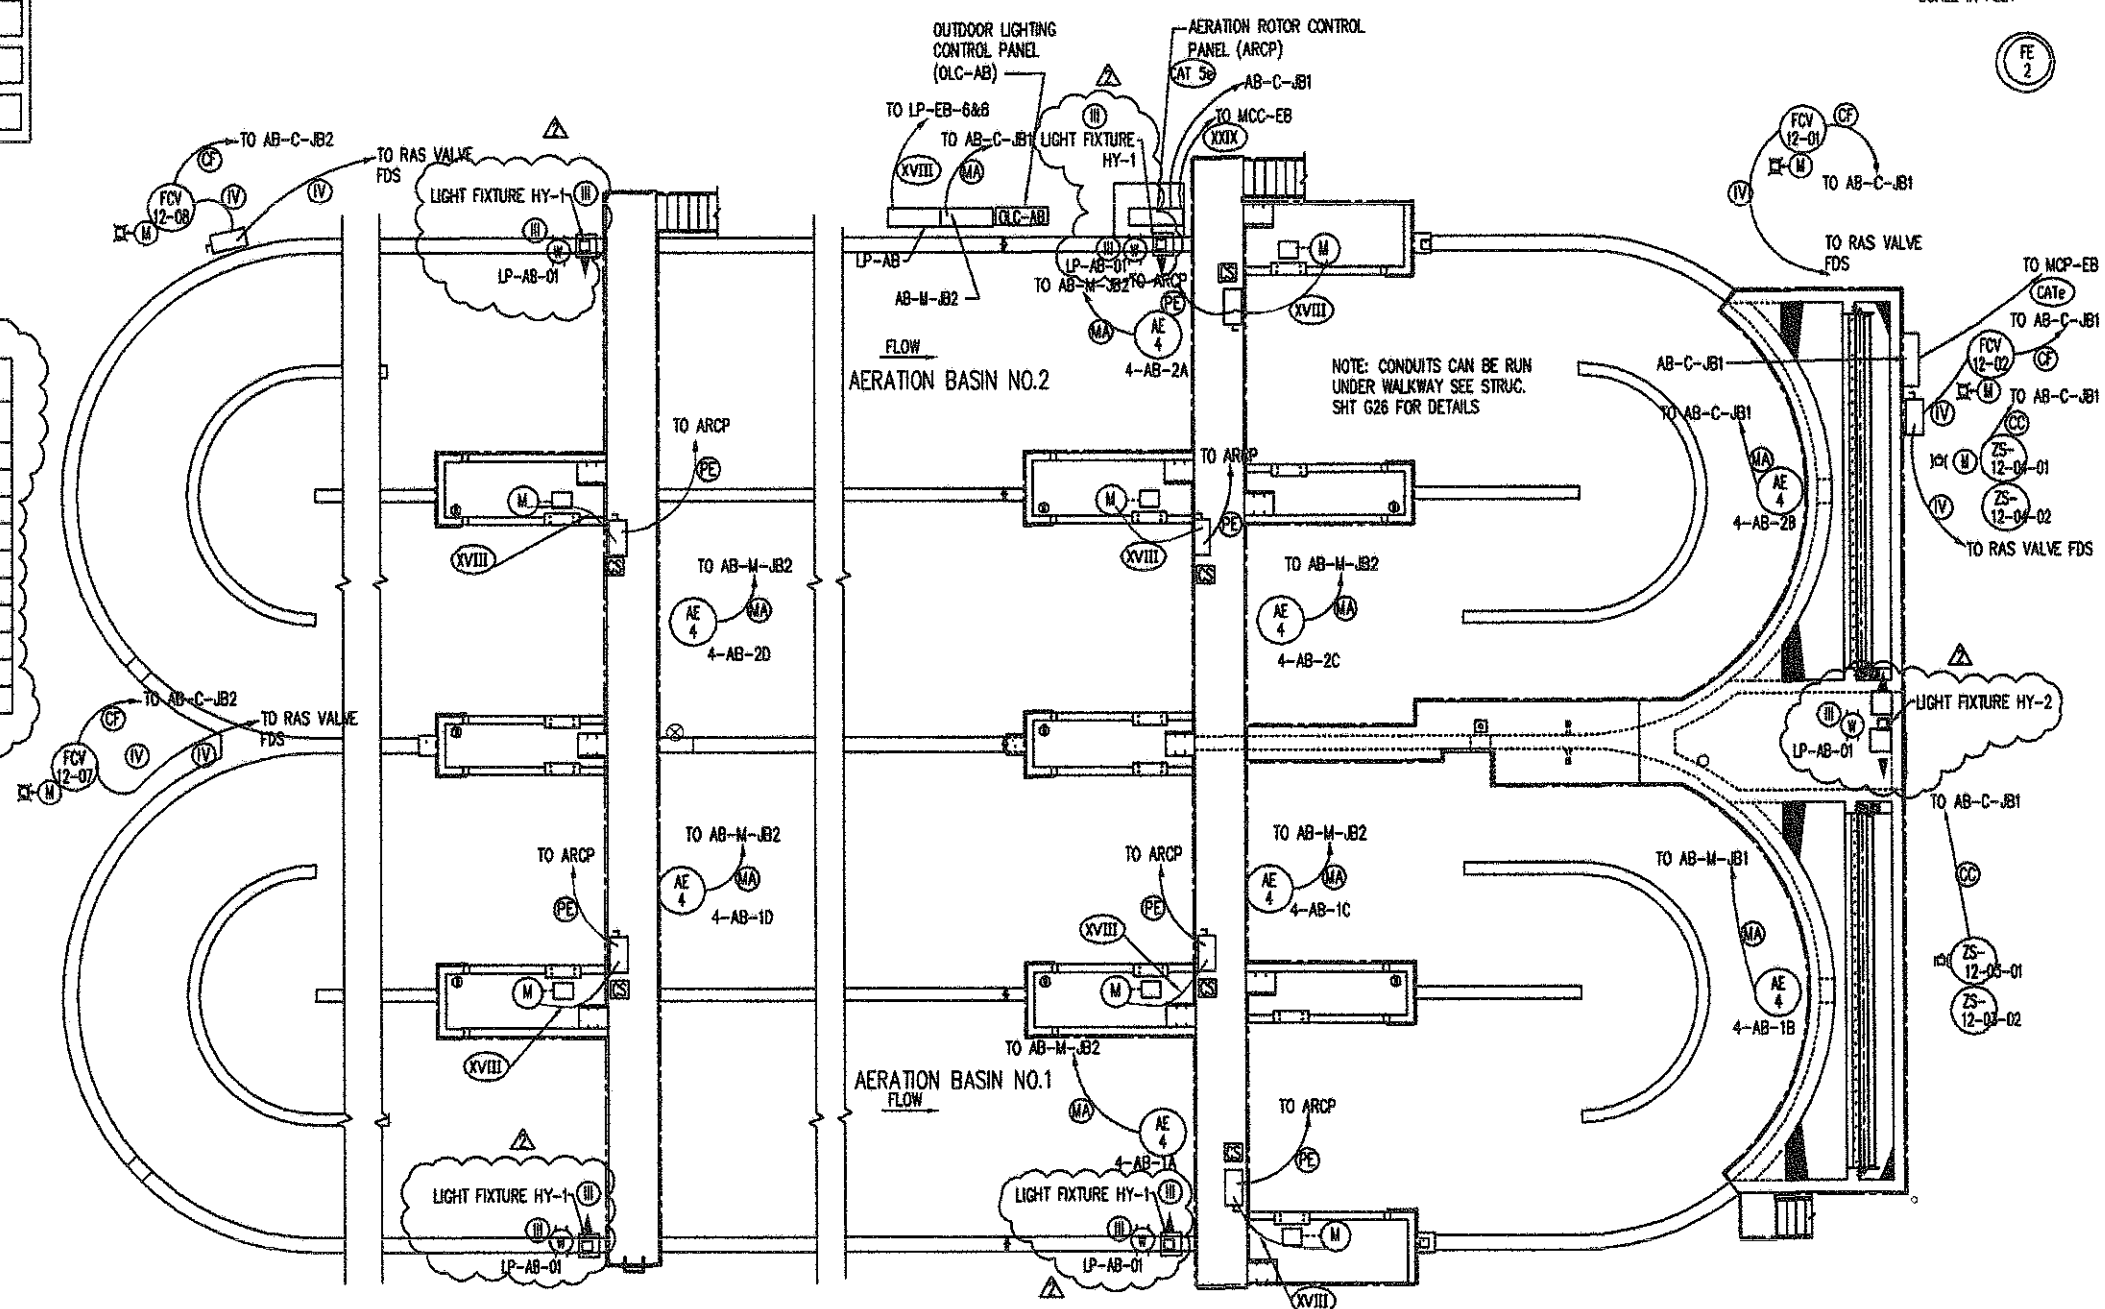 OUTDOOR LIGHTING
CONTROL PANEL
(OLC-AB)
AERATION ROTOR CONTROL
PANEL (ARCP)
CAT 5e
AB-C-JB1
TO MCC-EB
XXIX
FE
2
2
III
LIGHT FIXTURE
HY-1
TO LP-EB-6&8
TO AB-C-JB1
XVIII
MA
OLC-AB
LP-AB
AB-M-JB2
III
W
LP-AB-01
TO AB-M-JB2
TO ARCP
PE
MA
AE
4
4-AB-2A
M
XVIII
CS
TO AB-C-JB2
CF
FCV
12-08
M
IV
TO RAS VALVE
FDS
IV
2
LIGHT FIXTURE HY-1
III
III
W
LP-AB-01
FCV
12-01
CF
M
TO AB-C-JB1
IV
TO RAS VALVE
FDS
TO MCP-EB
CATe
TO AB-C-JB1
FCV
12-02
CF
M
TO AB-C-JB1
IV
CC
M
ZS-
12-04-01
ZS-
12-04-02
IV
TO RAS VALVE FDS
AB-C-JB1
TO AB-C-JB1
MA
AE
4
4-AB-2B
FLOW
AERATION BASIN NO.2
NOTE: CONDUITS CAN BE RUN
UNDER WALKWAY SEE STRUC.
SHT G26 FOR DETAILS
TO ARCP
PE
M
XVIII
CS
TO AB-M-JB2
MA
AE
4
4-AB-2D
TO ARCP
PE
M
XVIII
CS
TO AB-M-JB2
MA
AE
4
4-AB-2C
TO AB-C-JB2
CF
TO RAS VALVE
FDS
FCV
12-07
IV
IV
M
2
LIGHT FIXTURE HY-2
III
W
LP-AB-01
TO AB-C-JB1
CC
ZS-
12-03-02
TO AB-M-JB1
MA
AE
4
4-AB-1B
TO AB-M-JB2
MA
AE
4
4-AB-1D
TO ARCP
PE
M
CS
XVIII
TO AB-M-JB2
MA
AE
4
4-AB-1C
TO ARCP
PE
XVIII
M
CS
TO AB-M-JB2
AERATION BASIN NO.1
FLOW
MA
AE
4
4-AB-1A
TO ARCP
CS
PE
M
XVIII
2
LIGHT FIXTURE HY-1
III
III
W
LP-AB-01
LIGHT FIXTURE HY-1
III
III
W
LP-AB-01
2